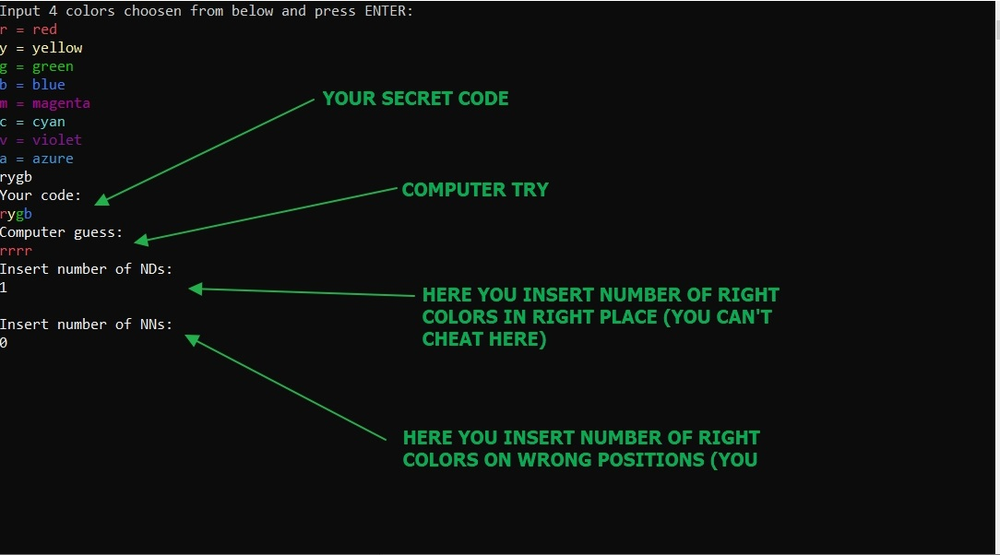 Input 4 colors choosen from below and press ENTER:
r = red
y = yellow
g = green
b = blue
m = magenta
c = cyan
v = violet
a = azure
rygb
Your code:
rygb
Computer guess:
rrrr
Insert number of NDs:
1
Insert number of NNs:
0
YOUR SECRET CODE
COMPUTER TRY
HERE YOU INSERT NUMBER OF RIGHT
COLORS IN RIGHT PLACE (YOU CAN'T
CHEAT HERE)
HERE YOU INSERT NUMBER OF RIGHT
COLORS ON WRONG POSITIONS (YOU